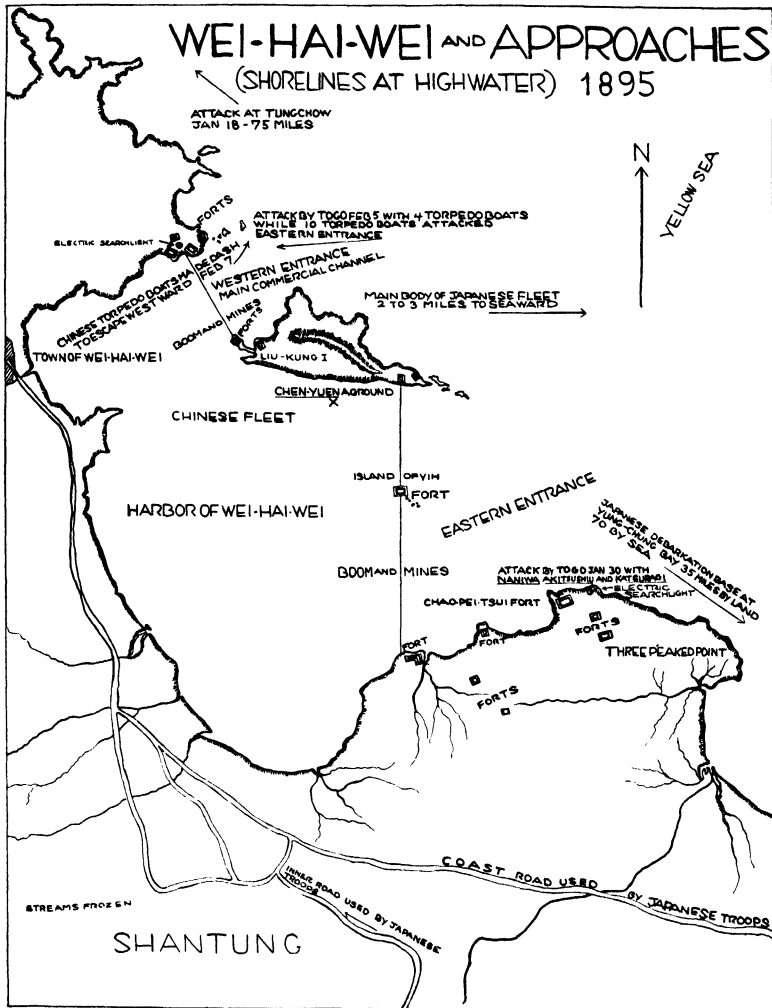 WEI-HAI-WEI AND APPROACHES
(SHORELINES AT HIGHWATER) 1895
ATTACK AT TUNGCHOW
JAN 18-75 MILES
N
YELLOW SEA
FORTS
ELECTRIC SEARCHLIGHT
ATTACK BY TOGO FEB 5 WITH 4 TORPEDO BOATS
WHILE 10 TORPEDO BOATS ATTACKED
EASTERN ENTRANCE
CHINESE TORPEDO BOATS MADE DASH
TO ESCAPE WESTWARD FEB 7
WESTERN ENTRANCE
MAIN COMMERCIAL CHANNEL
BOOM AND MINES
FORTS
MAIN BODY OF JAPANESE FLEET
2 TO 3 MILES TO SEAWARD
TOWN OF WEI-HAI-WEI
LIU-KUNG I
CHEN-YUEN AGROUND
CHINESE FLEET
ISLAND OF YIH
FORT
HARBOR OF WEI-HAI-WEI
EASTERN ENTRANCE
JAPANESE DEBARKATION BASE AT
YUNG-CHUNG BAY 35 MILES BY LAND
70 BY SEA
BOOM AND MINES
ATTACK BY TOGO JAN 30 WITH
NANIWA AKITSUSHU AND KATSURAGI
ELECTRIC
SEARCHLIGHT
CHAO-PEI-TSUI FORT
FORT
FORT
FORTS
THREE PEAKED POINT
FORTS
COAST ROAD USED BY JAPANESE TROOPS
INNER ROAD USED BY JAPANESE
TROOPS
STREAMS FROZEN
SHANTUNG